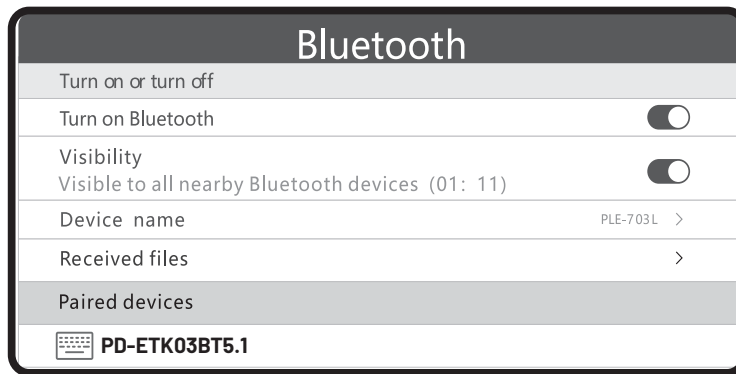 Bluetooth
Turn on or turn off
Turn on Bluetooth
Visibility
Visible to all nearby Bluetooth devices (01: 11)
Device name PLE-703L >
Received files >
Paired devices
PD-ETK03BT5.1